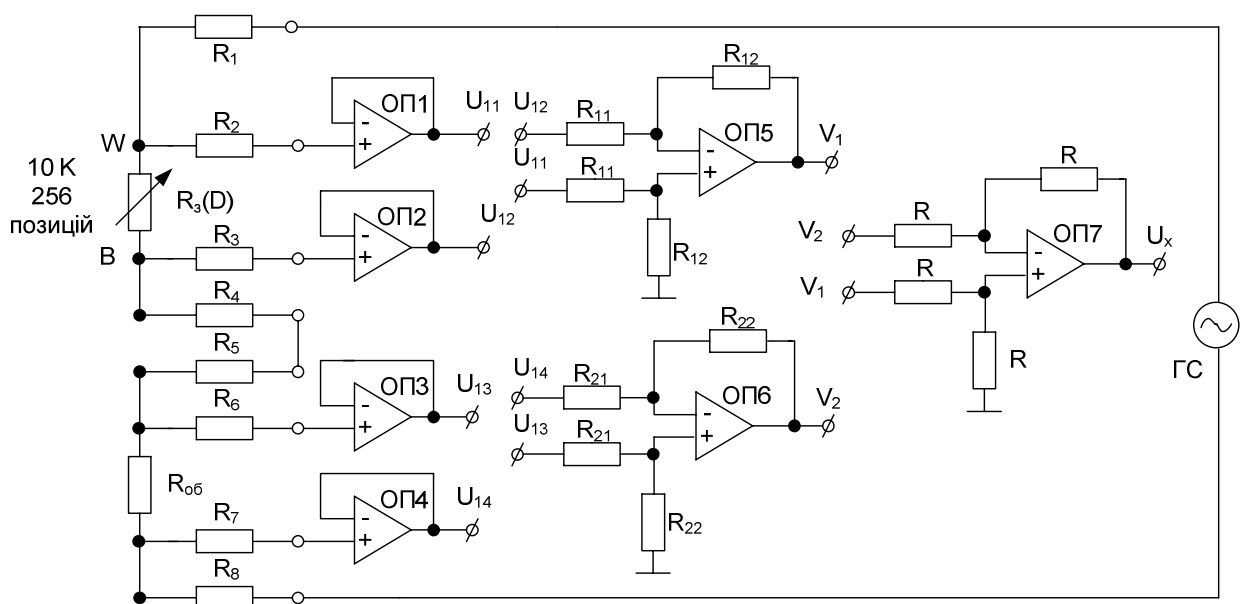 R₁
W
R₂
ОП1
U₁₁
10 K
256
позицій
Rз(D)
B
R₃
ОП2
U₁₂
R₄
R₅
R₆
ОП3
U₁₃
Rоб
R₇
ОП4
U₁₄
R₈
U₁₂
R₁₁
R₁₂
ОП5
V₁
U₁₁
R₁₁
R₁₂
U₁₄
R₂₁
R₂₂
ОП6
V₂
U₁₃
R₂₁
R₂₂
V₂
R
R
ОП7
Uₓ
V₁
R
R
ГС
- +
- +
- +
- +
- +
- +
- +